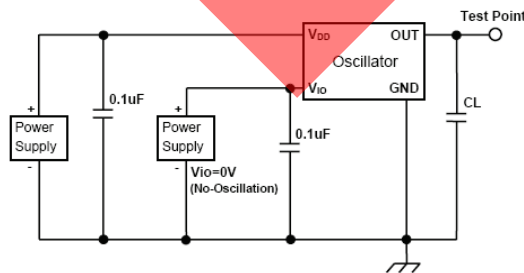 Test Point
VDD
OUT
Oscillator
+
0.1uF
+
VIO
GND
CL
Power
Supply
Power
Supply
0.1uF
-
-
Vio=0V
(No-Oscillation)